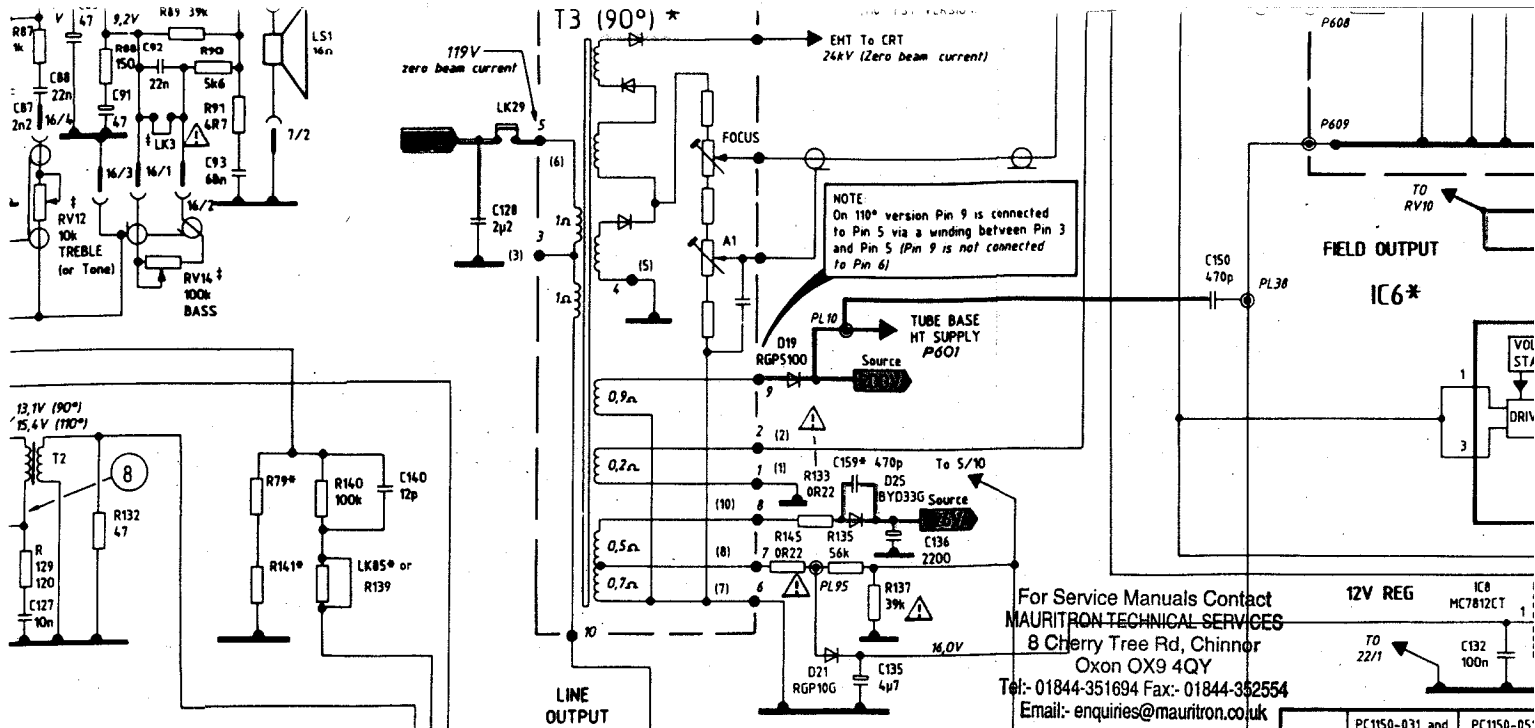 R87
1k
C88
22n
C87
2n2
16/4
47
V
9,2V
R88
150
C91
47
R89 39k
C92
22n
R90
5k6
R91
4R7
C93
68n
‡
LK3
16/3
16/1
16/2
7/2
LS1
16Ω
RV12 ‡
10k
TREBLE
(or Tone)
RV14 ‡
100k
BASS
T3 (90°) *
119V
zero beam current
LK29
5
(6)
C128
2µ2
3
(3)
1Ω
1Ω
EHT To CRT
24kV (Zero beam current)
FOCUS
A1
(5)
4
NOTE:
On 110° version Pin 9 is connected
to Pin 5 via a winding between Pin 3
and Pin 5 (Pin 9 is not connected
to Pin 6)
PL10
TUBE BASE
HT SUPPLY
P601
D19
RGP5100
Source
9
0,9Ω
2
(2)
0,2Ω
1
(1)
R133
0R22
C159* 470p
D25
BYD33G
Source
To S/10
(10)
8
0,5Ω
(8)
7
R145
0R22
R135
56k
C136
2200
0,7Ω
(7)
6
PL95
R137
39k
10
16,0V
D21
RGP10G
C135
4µ7
LINE
OUTPUT
13,1V (90°)
15,4V (110°)
T2
8
R132
47
R
129
120
C127
10n
R79*
R141*
R140
100k
C140
12p
LK85* or
R139
P608
P609
TO
RV10
FIELD OUTPUT
IC6*
C150
470p
PL38
1
3
12V REG
IC8
MC7812CT
1
TO
22/1
C132
100n
For Service Manuals Contact
MAURITRON TECHNICAL SERVICES
8 Cherry Tree Rd, Chinnor
Oxon OX9 4QY
Tel:- 01844-351694 Fax:- 01844-352554
Email:- enquiries@mauritron.co.uk
PC1150-031 and